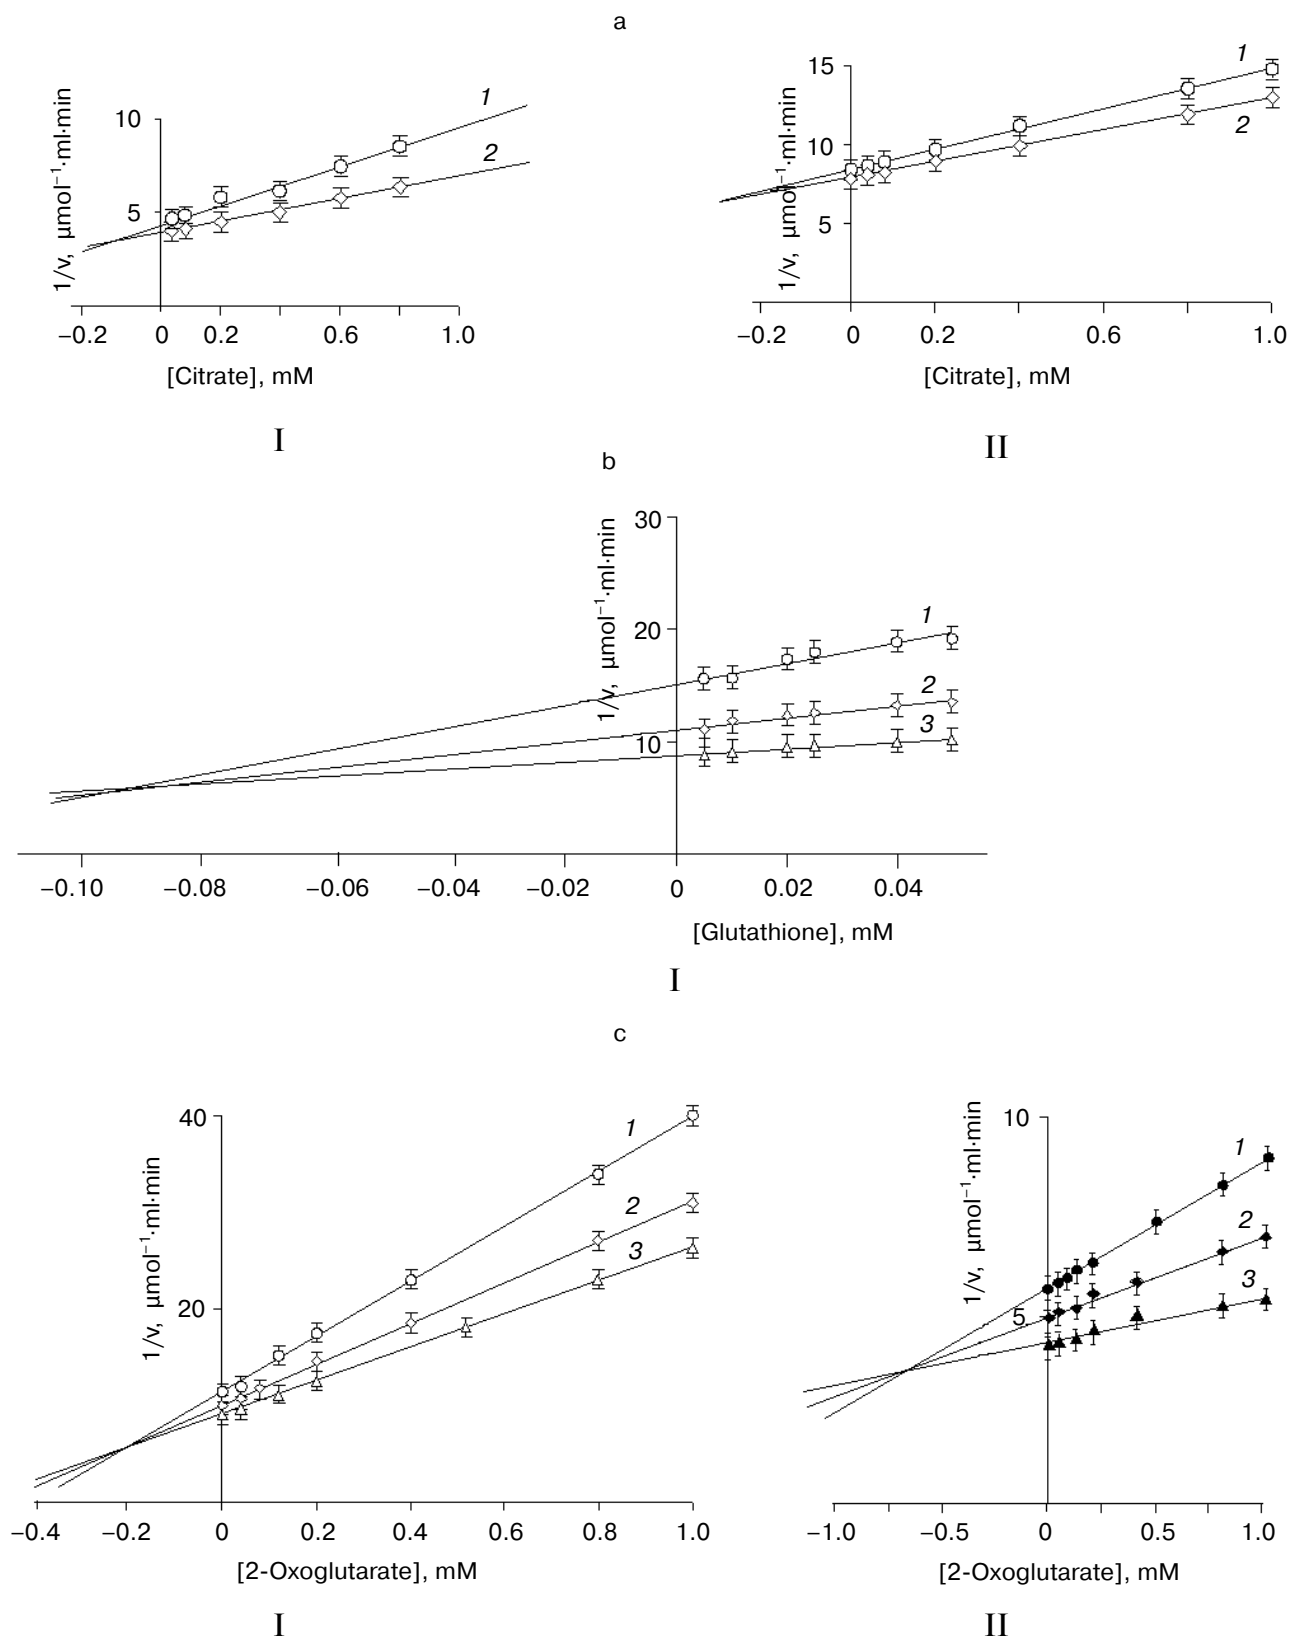 a
1/v, μmol⁻¹·ml·min
10
5
1
2
−0.2 0 0.2 0.6 1.0
[Citrate], mM
I
1/v, μmol⁻¹·ml·min
15
10
5
1
2
−0.2 0 0.2 0.6 1.0
[Citrate], mM
II
b
1/v, μmol⁻¹·ml·min
30
20
10
1
2
3
−0.10 −0.08 −0.06 −0.04 −0.02 0 0.02 0.04
[Glutathione], mM
I
c
1/v, μmol⁻¹·ml·min
40
20
1
2
3
−0.4 −0.2 0 0.2 0.4 0.6 0.8 1.0
[2-Oxoglutarate], mM
I
1/v, μmol⁻¹·ml·min
10
5
1
2
3
−1.0 −0.5 0 0.5 1.0
[2-Oxoglutarate], mM
II